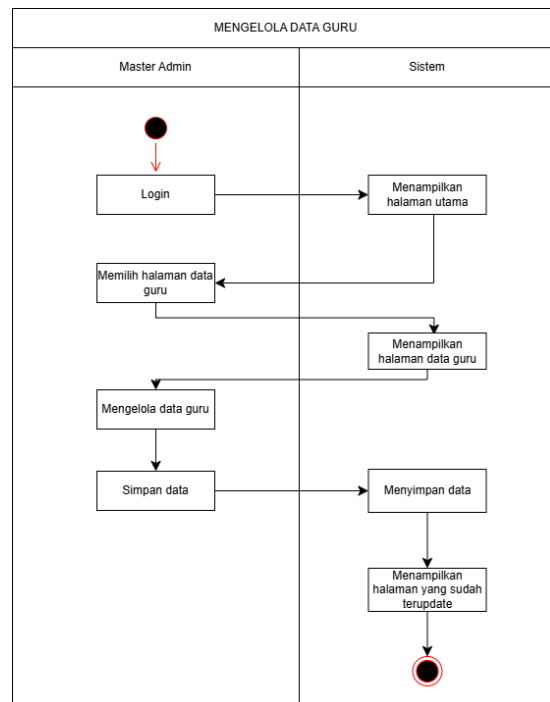 MENGELOLA DATA GURU
Master Admin
Sistem
Login
Menampilkan
halaman utama
Memilih halaman data
guru
Menampilkan
halaman data guru
Mengelola data guru
Simpan data
Menyimpan data
Menampilkan
halaman yang sudah
terupdate